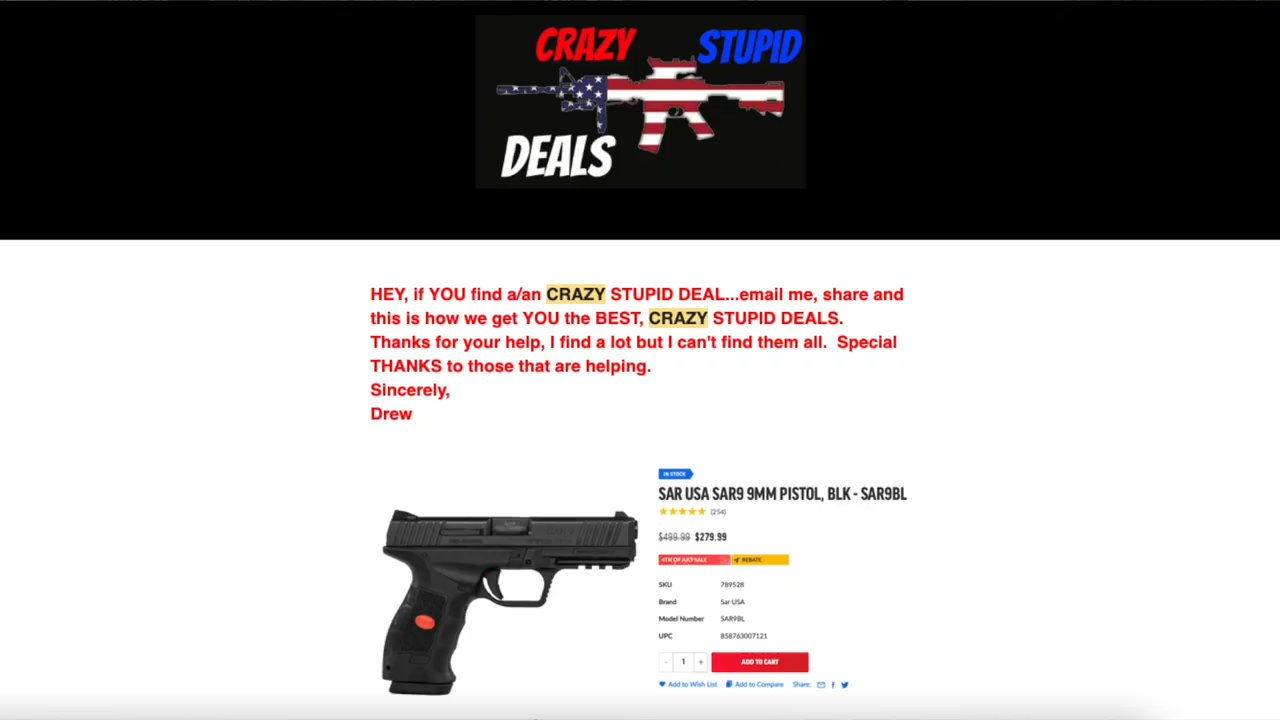 CRAZY STUPID
DEALS
HEY, if YOU find a/an CRAZY STUPID DEAL...email me, share and
this is how we get YOU the BEST, CRAZY STUPID DEALS.
Thanks for your help, I find a lot but I can't find them all. Special
THANKS to those that are helping.
Sincerely,
Drew
IN STOCK
SAR USA SAR9 9MM PISTOL, BLK - SAR9BL
(254)
$499.99 $279.99
4TH OF JULY SALE REBATE
SKU 789528
Brand Sar USA
Model Number SAR9BL
UPC 858763007121
- 1 + ADD TO CART
Add to Wish List Add to Compare Share: